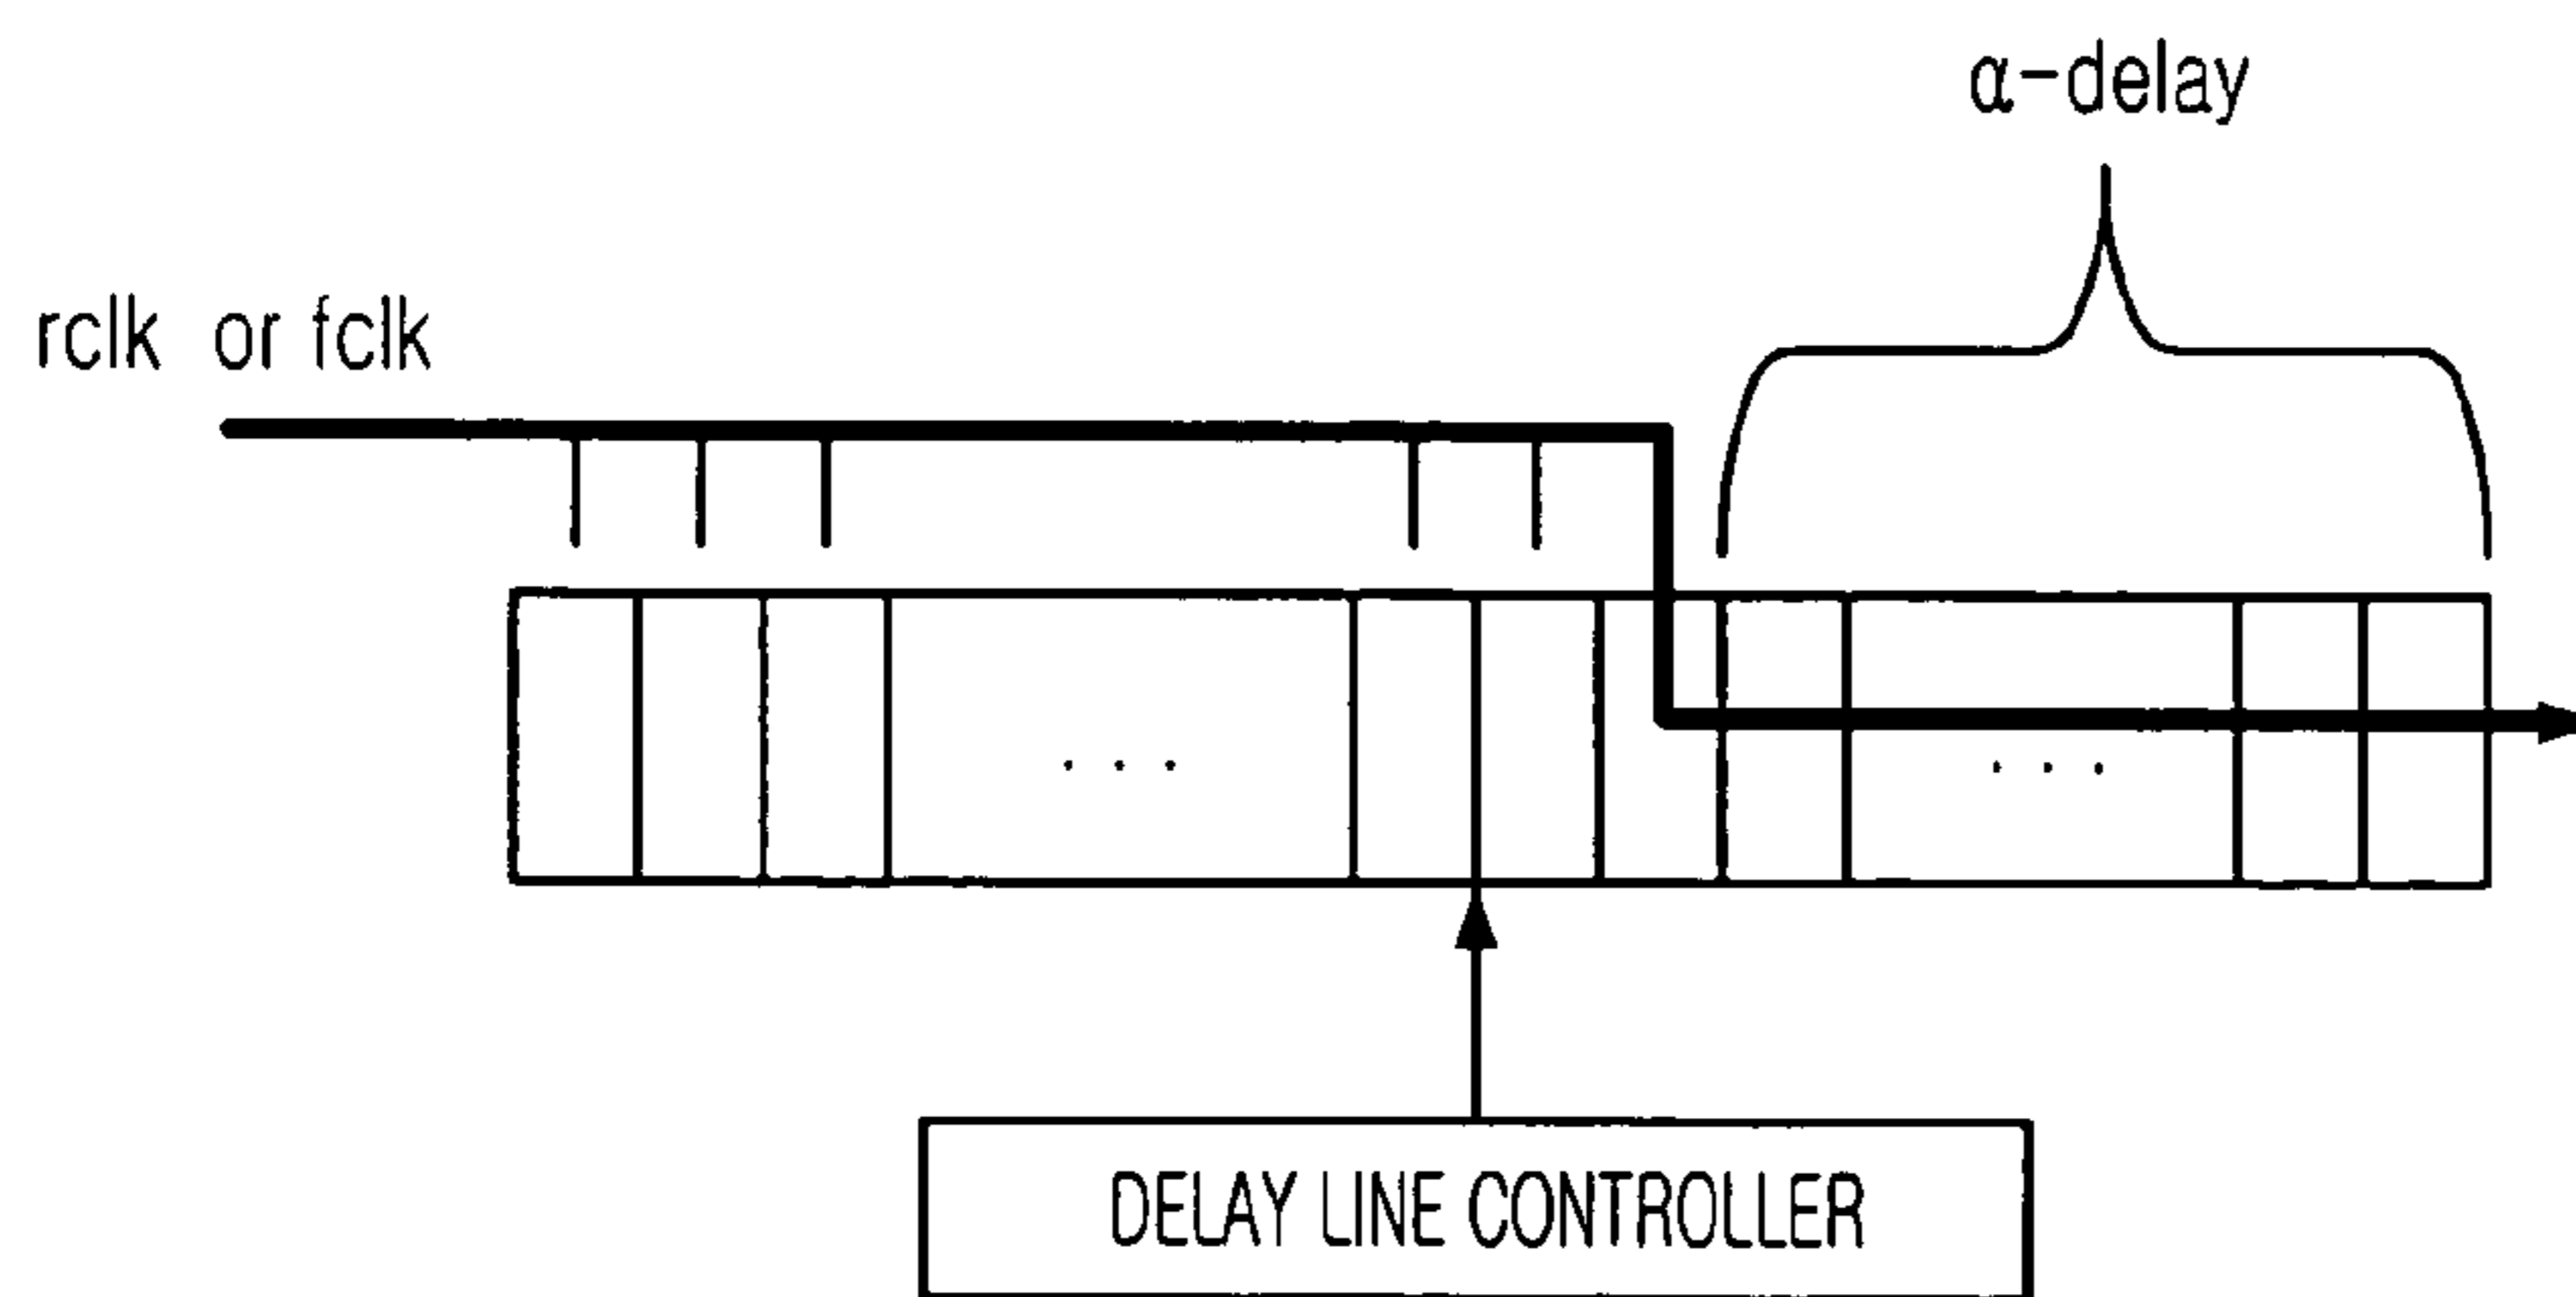 α-delay
rclk or fclk
. . .
. . .
DELAY LINE CONTROLLER